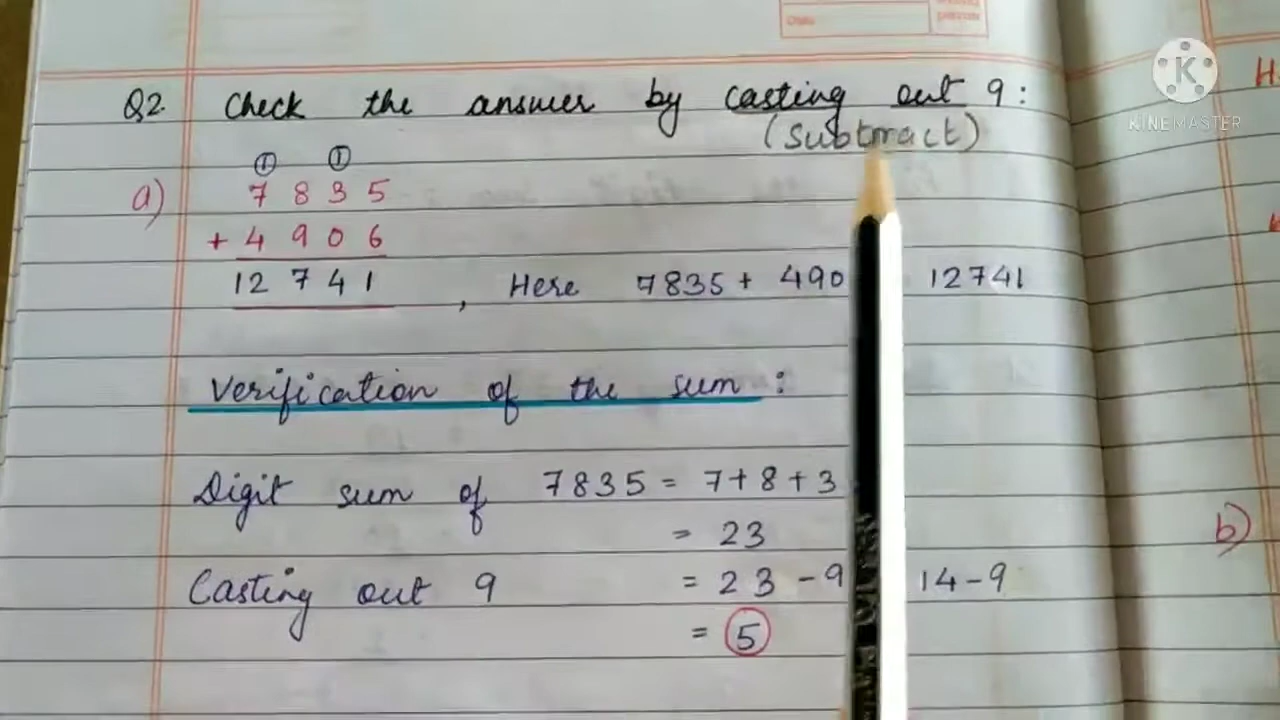 Date
K
KINEMASTER
Q2. Check the answer by casting out 9:
(Subtract)
1 1
a) 7 8 3 5
+ 4 9 0 6
12 7 4 1 , Here 7835 + 490 12741
Verification of the sum :
Digit sum of 7835 = 7+8+3
= 23
Casting out 9 = 23 - 9 14-9
= 5
b)